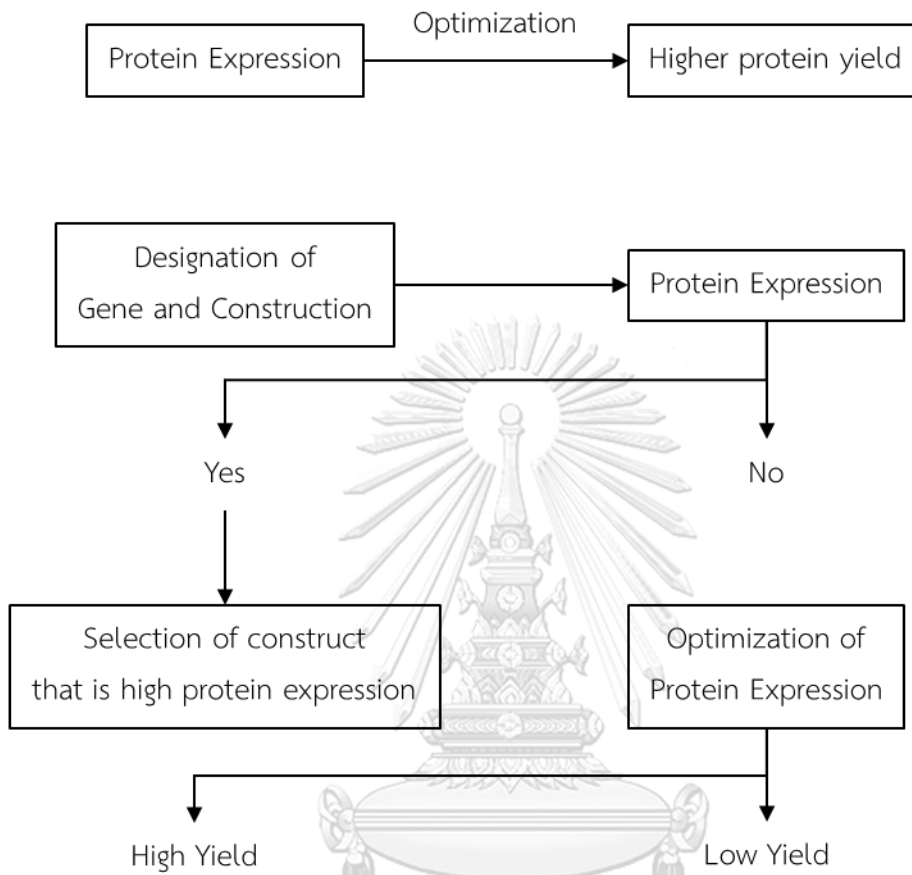 Optimization
Protein Expression
Higher protein yield
Designation of
Gene and Construction
Protein Expression
Yes
No
Selection of construct
that is high protein expression
Optimization of
Protein Expression
High Yield
Low Yield